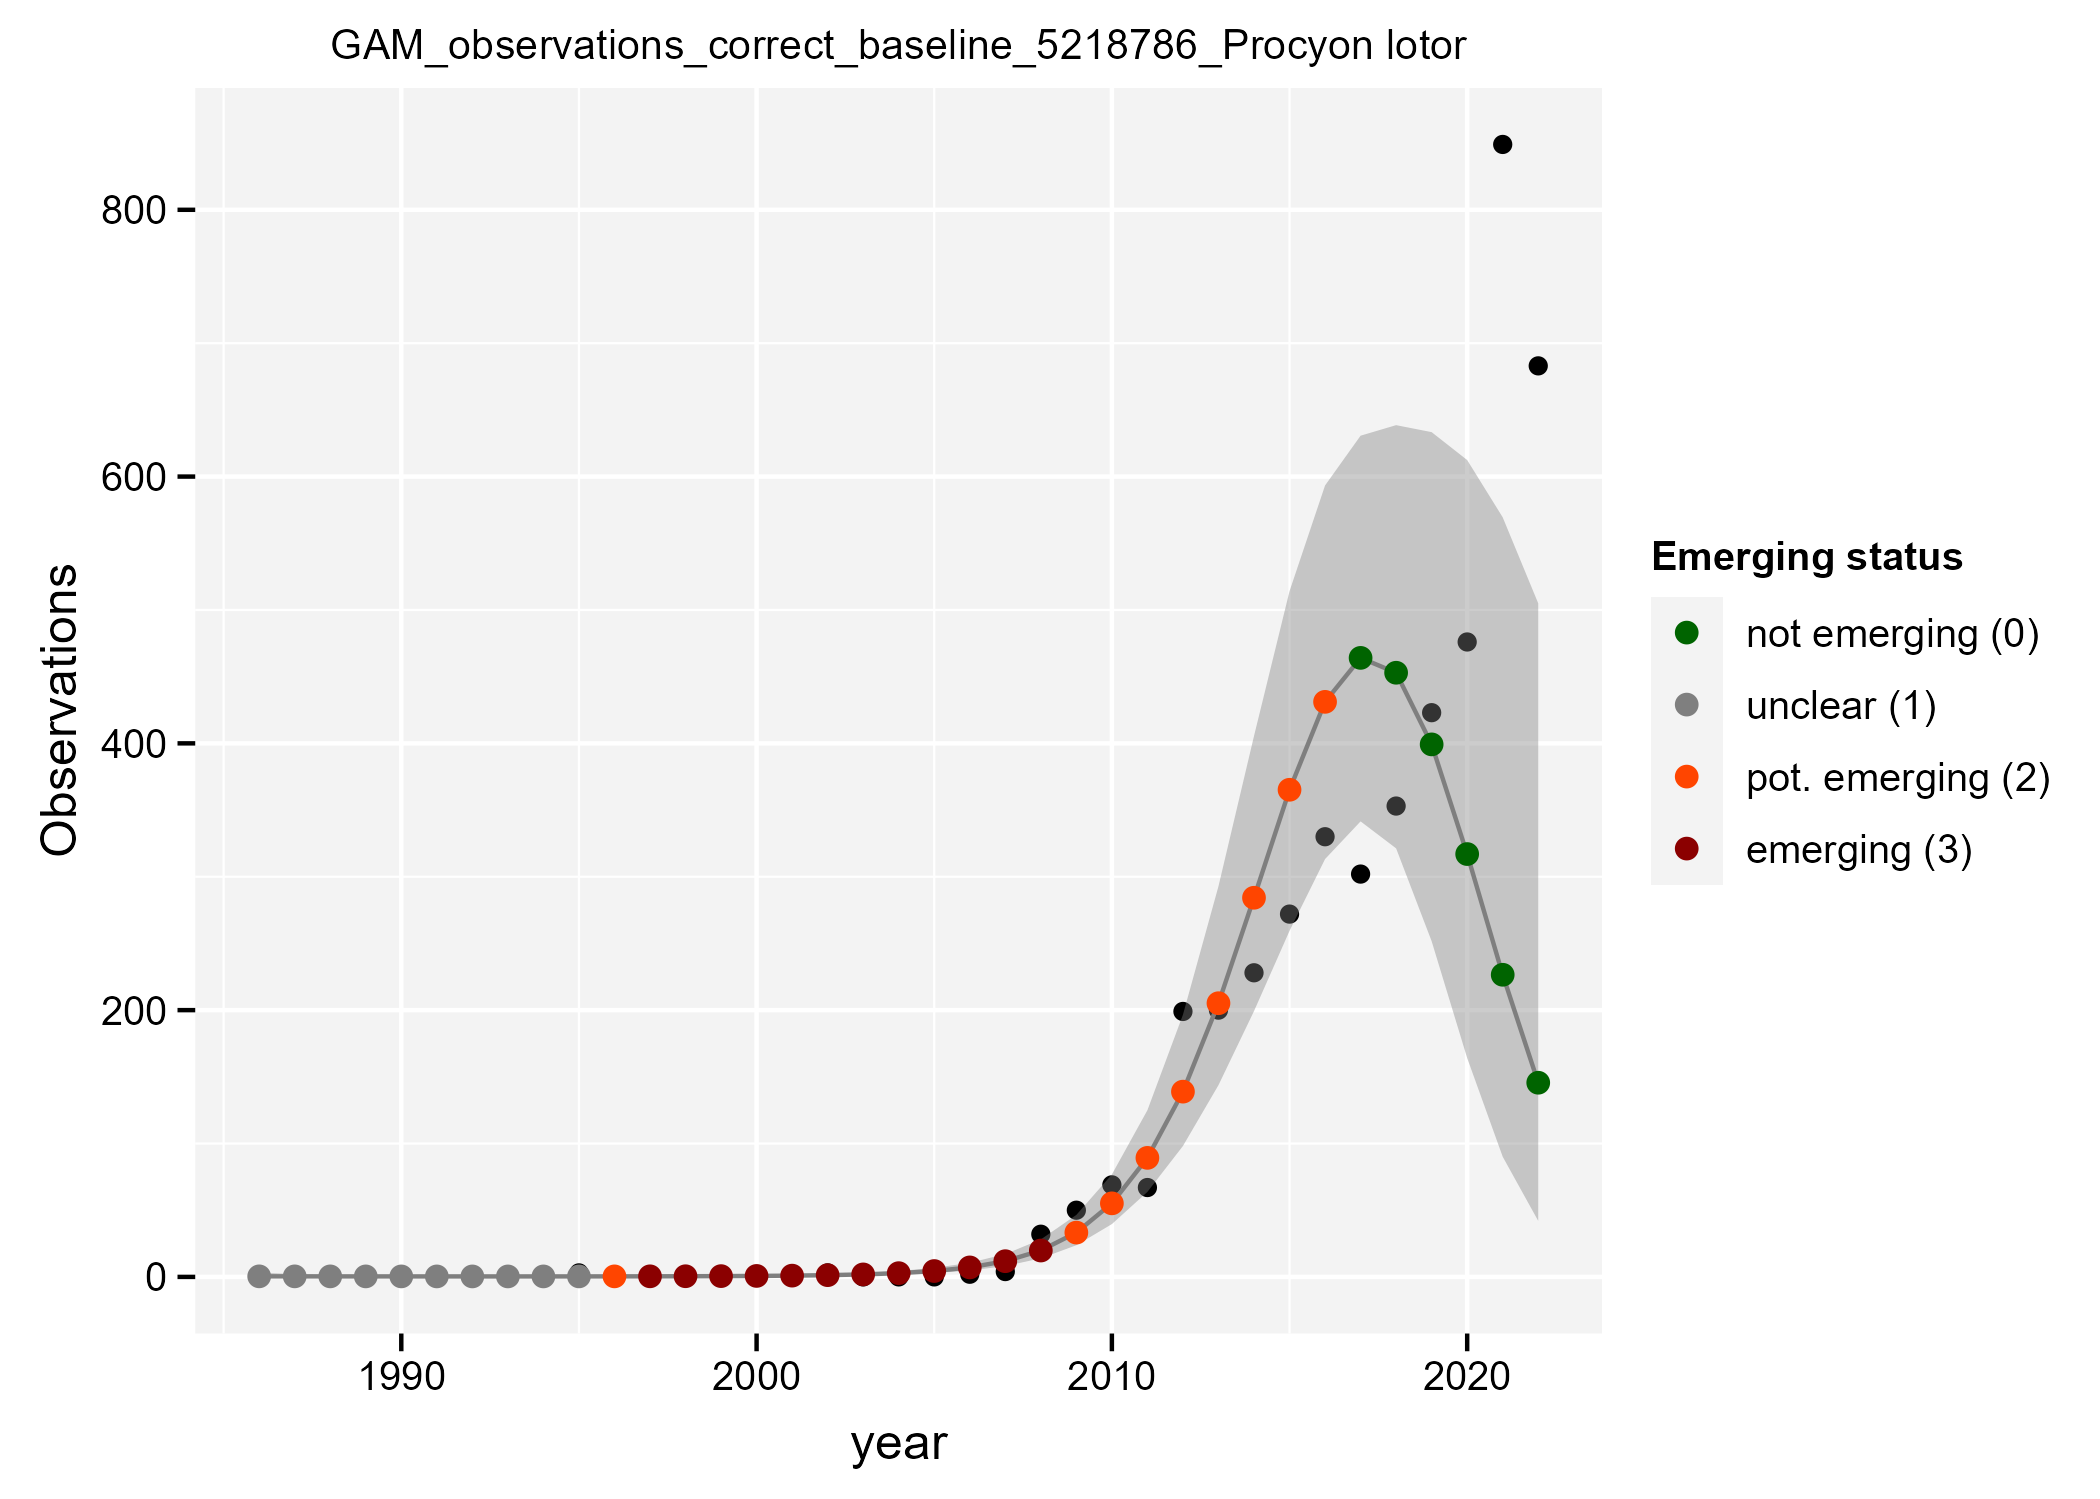 GAM_observations_correct_baseline_5218786_Procyon lotor
Observations
800
600
400
200
0
1990
2000
2010
2020
year
Emerging status
not emerging (0)
unclear (1)
pot. emerging (2)
emerging (3)